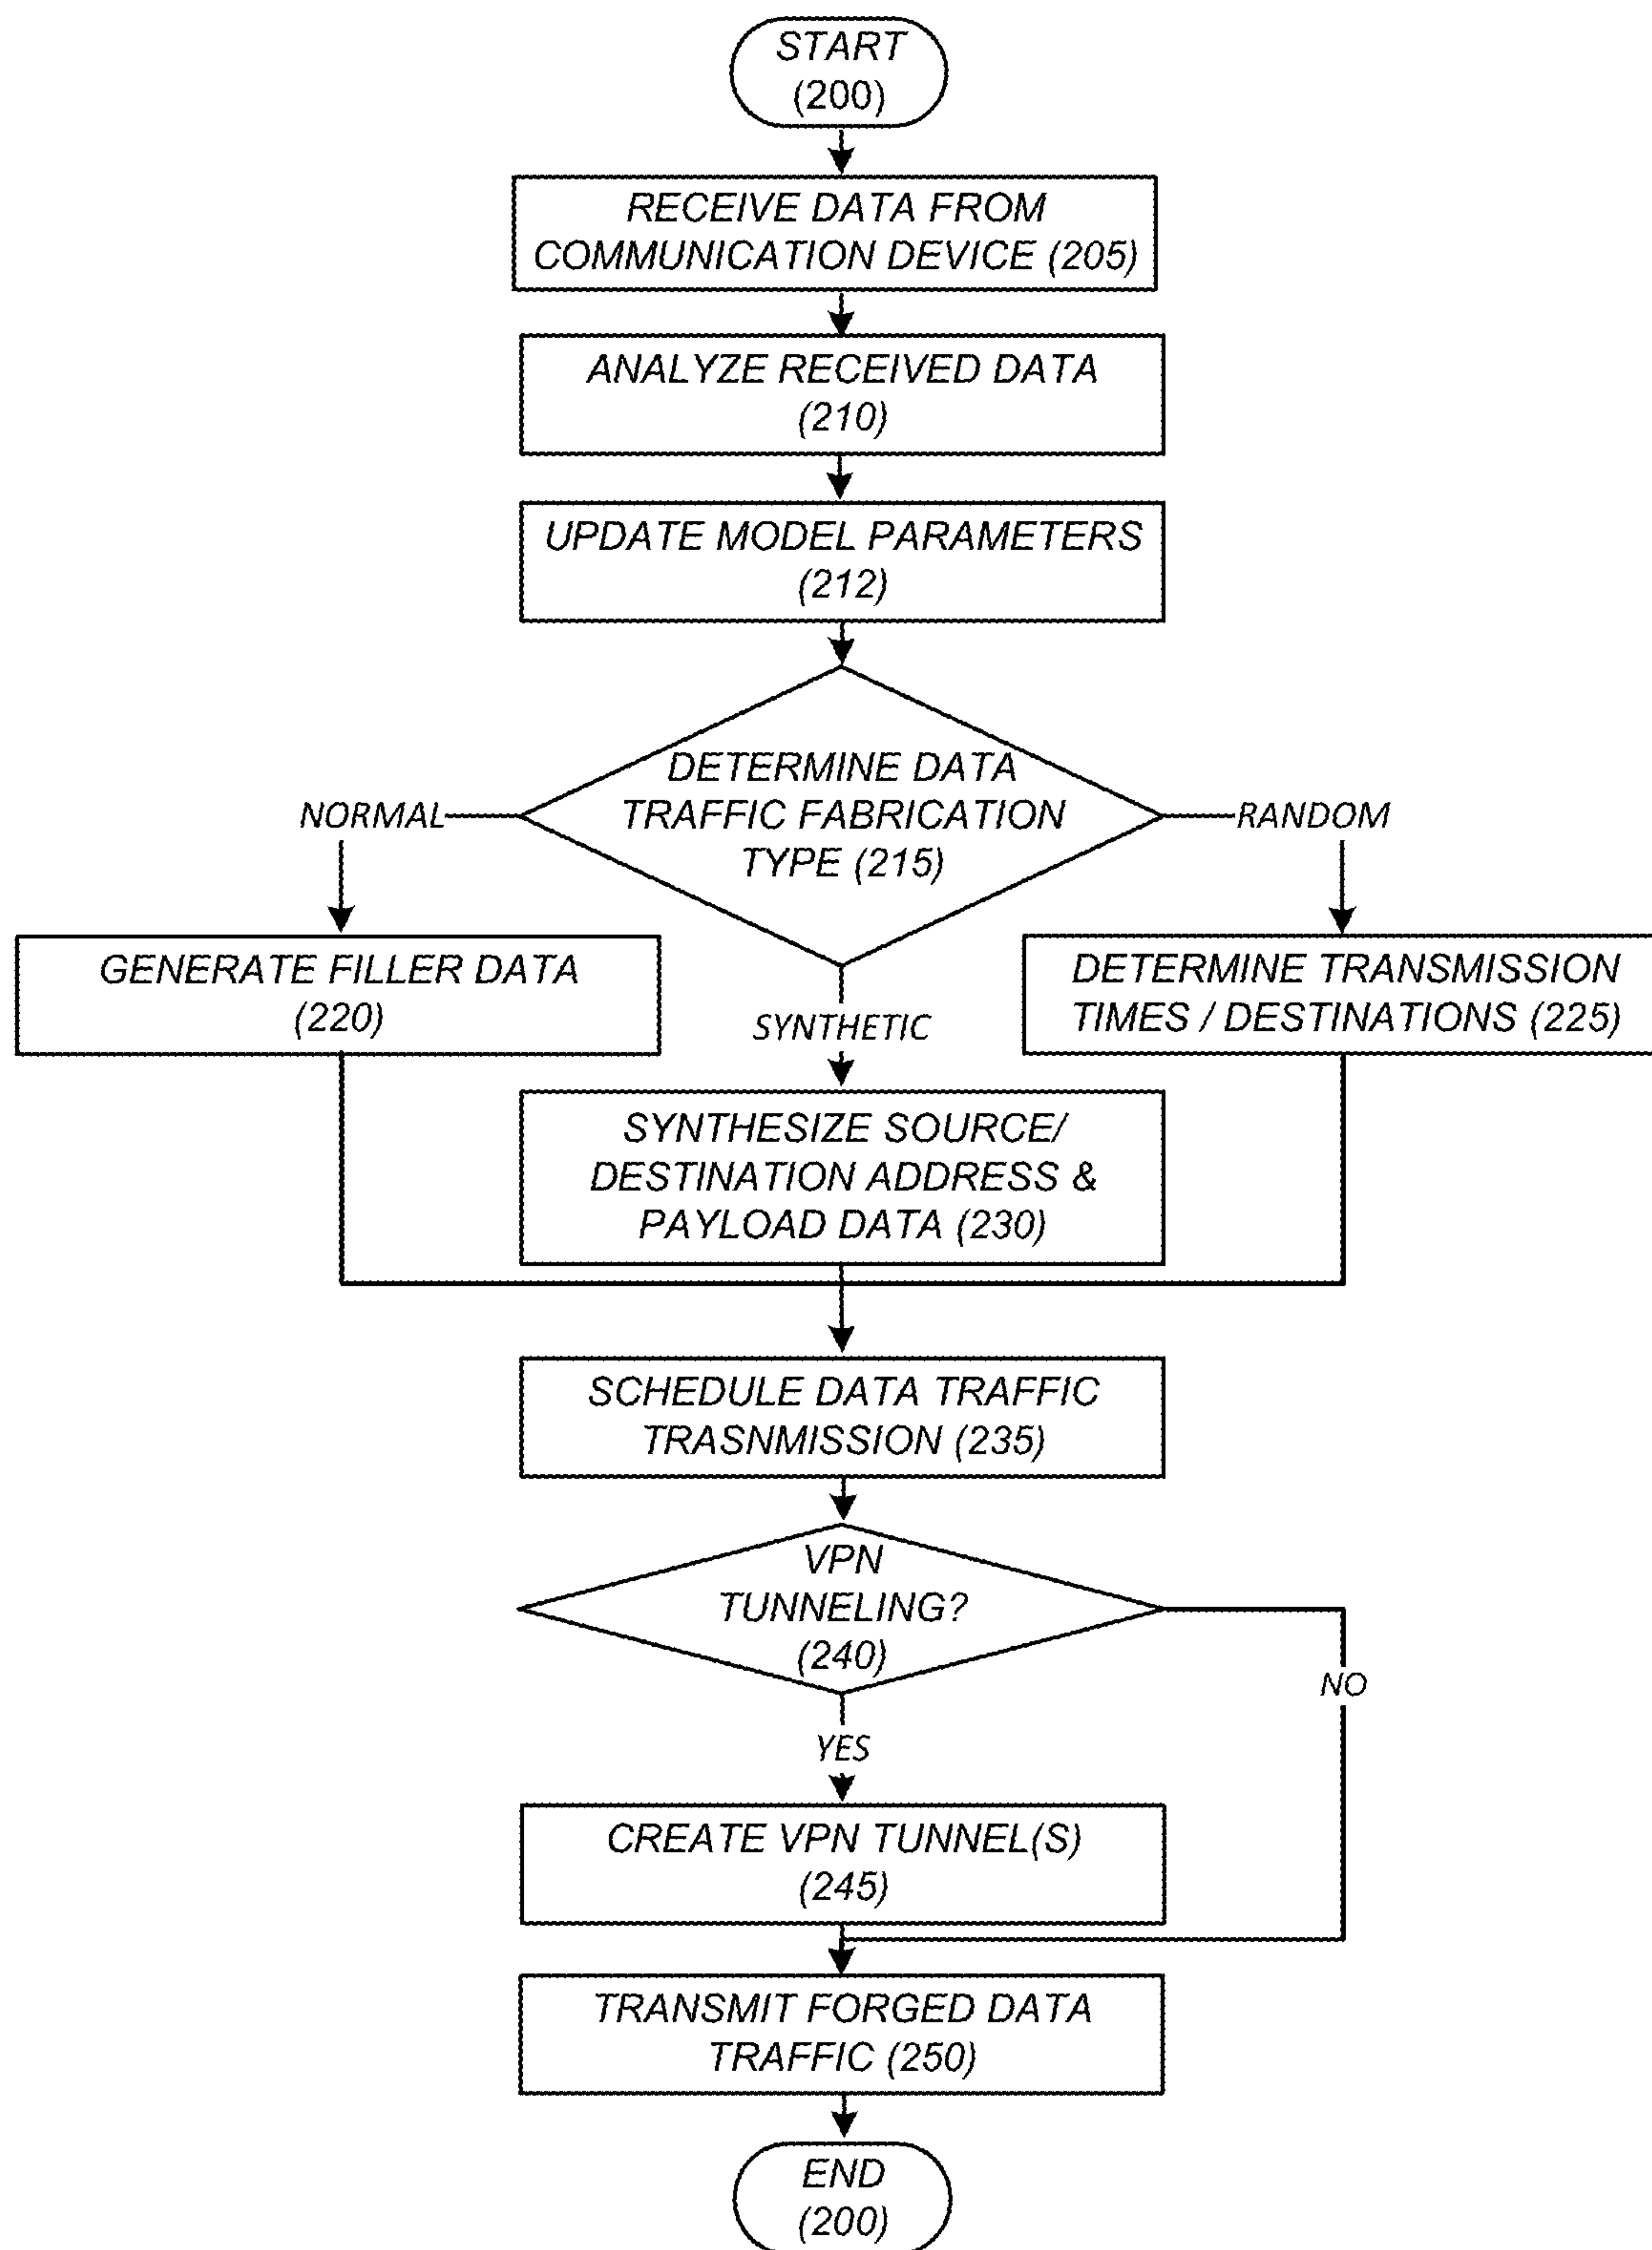 START
(200)
RECEIVE DATA FROM
COMMUNICATION DEVICE (205)
ANALYZE RECEIVED DATA
(210)
UPDATE MODEL PARAMETERS
(212)
DETERMINE DATA
TRAFFIC FABRICATION
TYPE (215)
NORMAL
RANDOM
GENERATE FILLER DATA
(220)
SYNTHETIC
DETERMINE TRANSMISSION
TIMES / DESTINATIONS (225)
SYNTHESIZE SOURCE/
DESTINATION ADDRESS &
PAYLOAD DATA (230)
SCHEDULE DATA TRAFFIC
TRASNMISSION (235)
VPN
TUNNELING?
(240)
NO
YES
CREATE VPN TUNNEL(S)
(245)
TRANSMIT FORGED DATA
TRAFFIC (250)
END
(200)